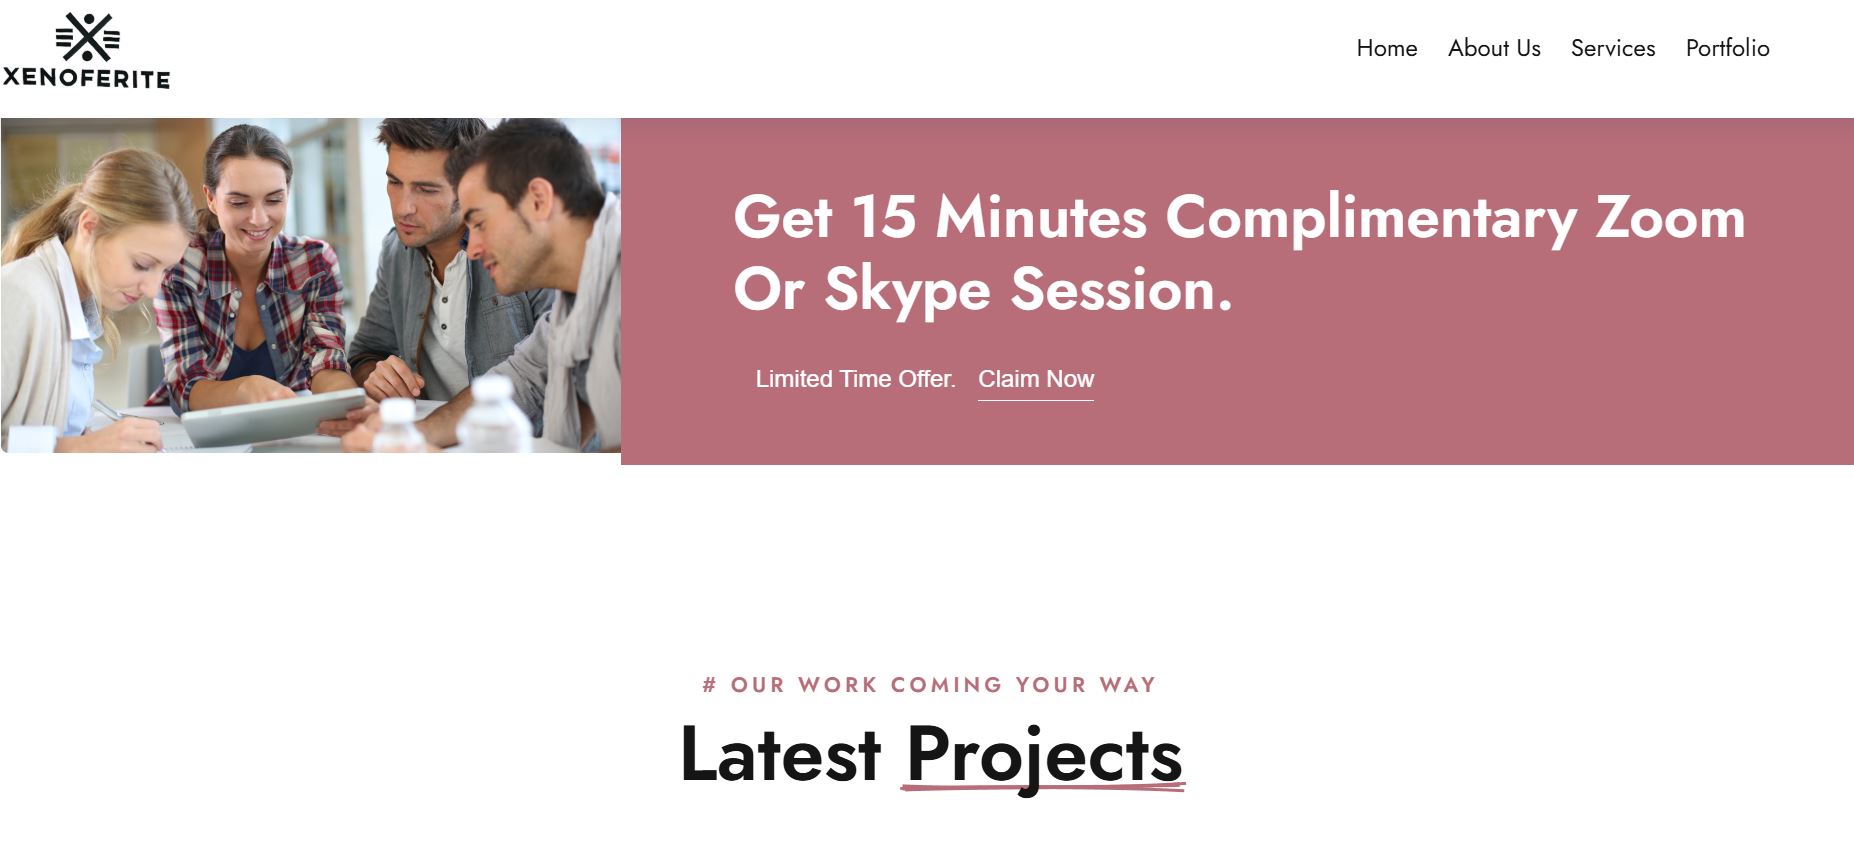 XENOFERITE
Home About Us Services Portfolio
Get 15 Minutes Complimentary Zoom
Or Skype Session.
Limited Time Offer. Claim Now
# OUR WORK COMING YOUR WAY
Latest Projects